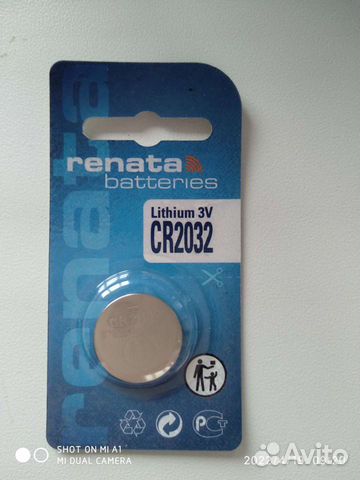 renata
batteries
Lithium 3V
CR2032
renata
SHOT ON MI A1
MI DUAL CAMERA
Avito